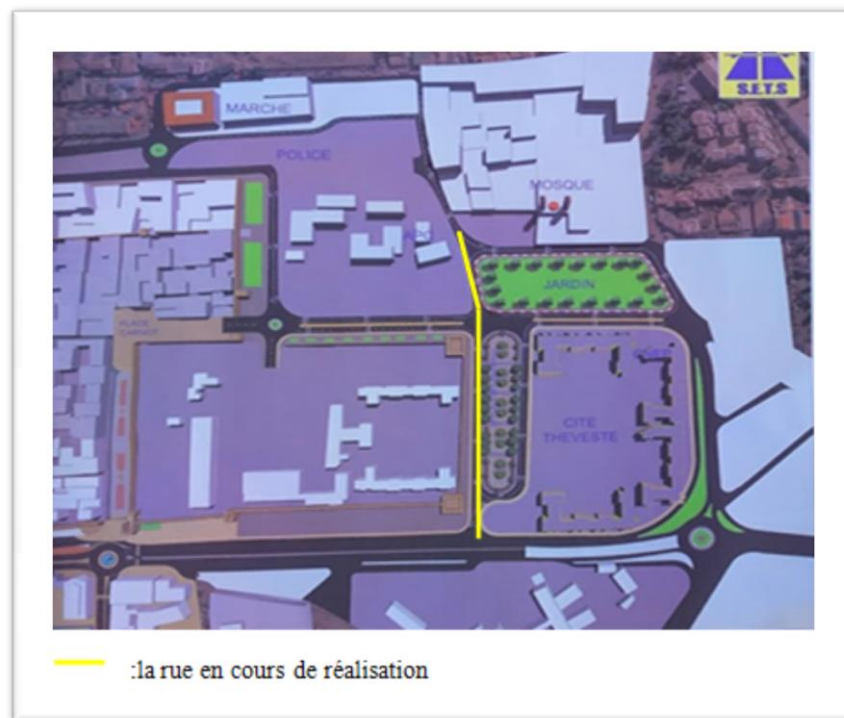 S.E.T.S
MARCHE
POLICE
MOSQUE
JARDIN
PLACE
CARNOT
CITE
THEVESTE
:la rue en cours de réalisation